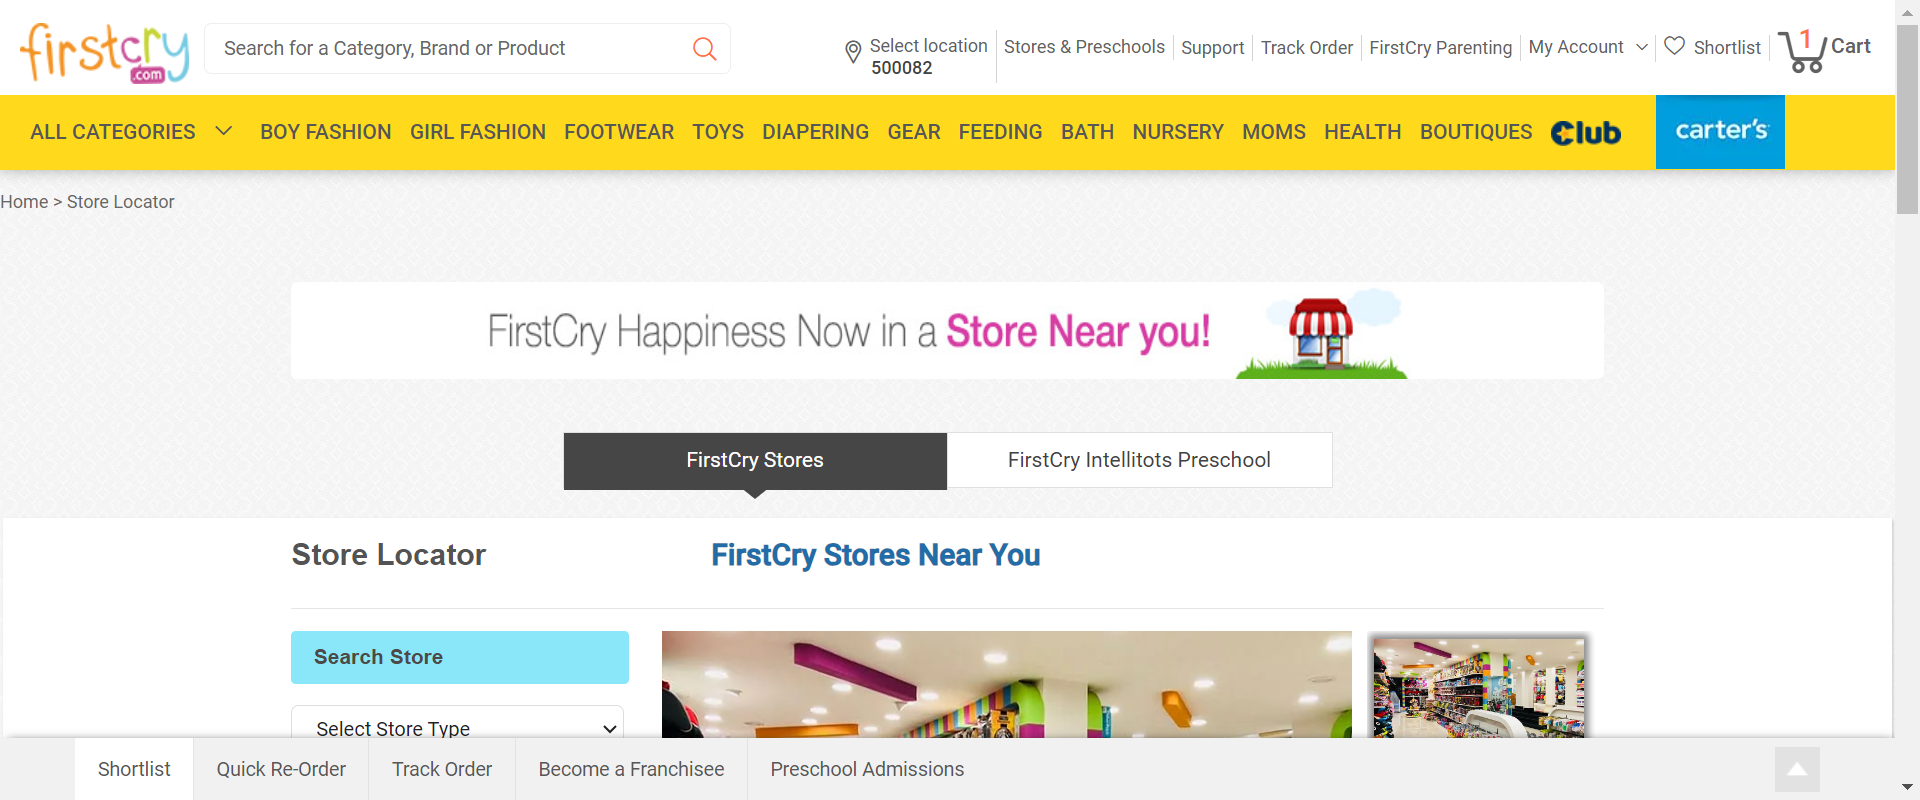 firstcry
.com
Search for a Category, Brand or Product
Select location
500082
Stores & Preschools
Support
Track Order
FirstCry Parenting
My Account
Shortlist
1
Cart
ALL CATEGORIES
BOY FASHION
GIRL FASHION
FOOTWEAR
TOYS
DIAPERING
GEAR
FEEDING
BATH
NURSERY
MOMS
HEALTH
BOUTIQUES
Club
carter's
Home > Store Locator
FirstCry Happiness Now in a Store Near you!
FirstCry Stores
FirstCry Intellitots Preschool
Store Locator
FirstCry Stores Near You
Search Store
Select Store Type
Shortlist
Quick Re-Order
Track Order
Become a Franchisee
Preschool Admissions